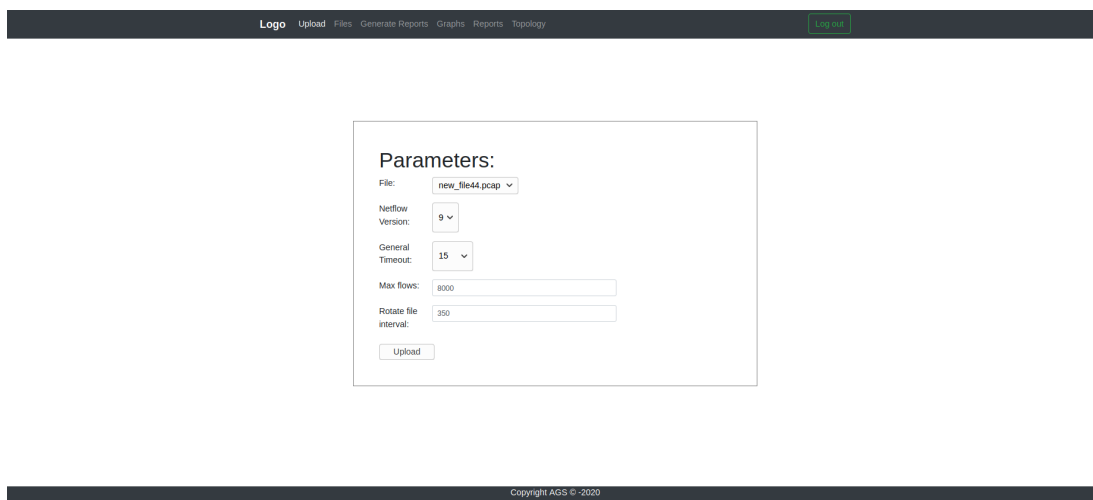 Logo Upload Files Generate Reports Graphs Reports Topology Log out
Parameters:
File: new_file44.pcap
Netflow
Version: 9
General
Timeout: 15
Max flows: 8000
Rotate file
interval: 350
Upload
Copyright AGS © -2020